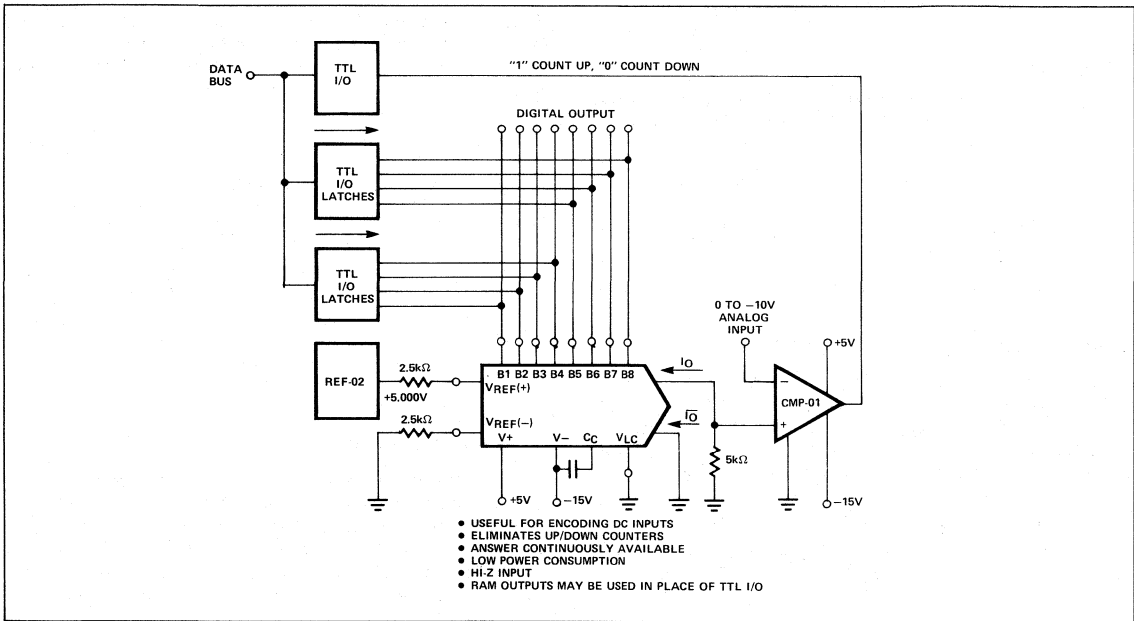 DATA
BUS
TTL
I/O
"1" COUNT UP, "0" COUNT DOWN
DIGITAL OUTPUT
TTL
I/O
LATCHES
TTL
I/O
LATCHES
0 TO −10V
ANALOG
INPUT
+5V
REF-02
2.5kΩ
+5.000V
2.5kΩ
B1 B2 B3 B4 B5 B6 B7 B8
VREF(+)
VREF(−)
V+
V−
CC
VLC
IO
IO
−
+
CMP-01
5kΩ
+5V
−15V
−15V
● USEFUL FOR ENCODING DC INPUTS
● ELIMINATES UP/DOWN COUNTERS
● ANSWER CONTINUOUSLY AVAILABLE
● LOW POWER CONSUMPTION
● HI-Z INPUT
● RAM OUTPUTS MAY BE USED IN PLACE OF TTL I/O